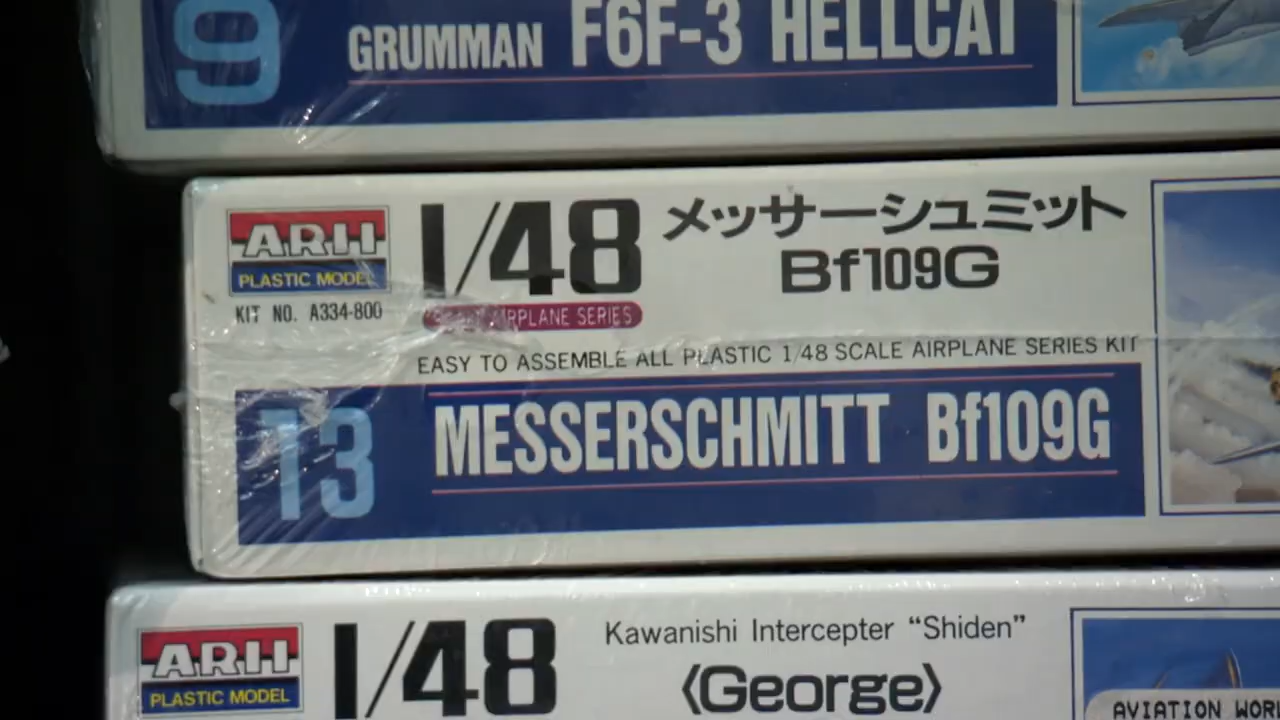 9
GRUMMAN F6F-3 HELLCAT
ARII
PLASTIC MODEL
KIT NO. A334-800
1/48
AIRPLANE SERIES
メッサーシュミット
Bf109G
EASY TO ASSEMBLE ALL PLASTIC 1/48 SCALE AIRPLANE SERIES KIT
13
MESSERSCHMITT Bf109G
ARII
PLASTIC MODEL
1/48
Kawanishi Intercepter “Shiden”
〈George〉
AVIATION